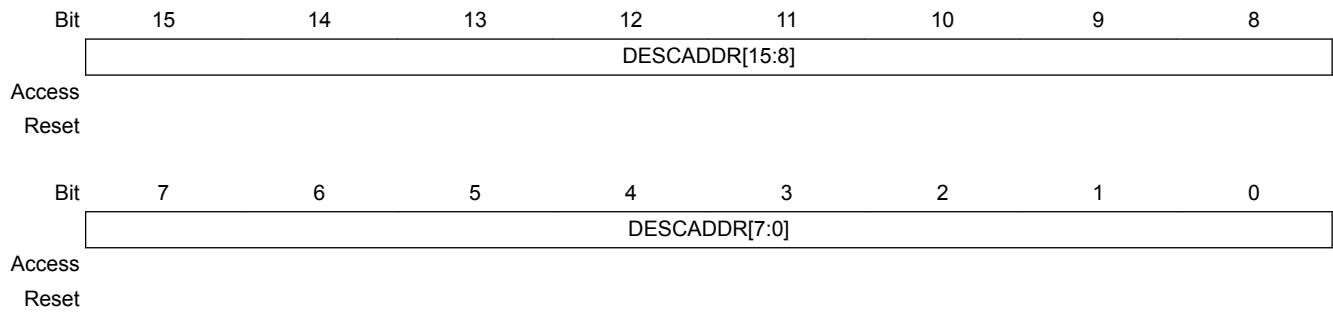 Bit 15 14 13 12 11 10 9 8
DESCADDR[15:8]
Access
Reset
Bit 7 6 5 4 3 2 1 0
DESCADDR[7:0]
Access
Reset